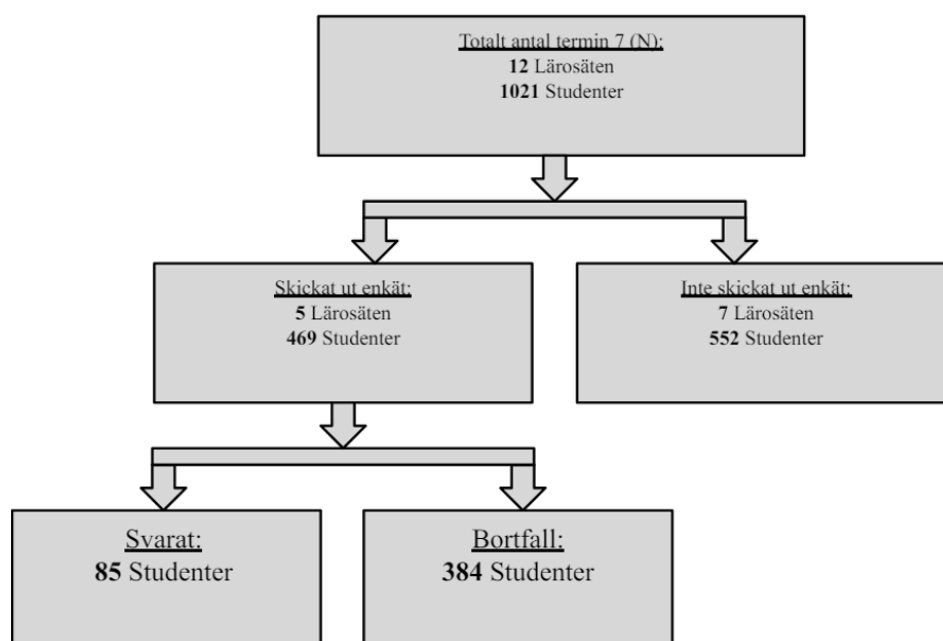 Totalt antal termin 7 (N):
12 Lärosäten
1021 Studenter
Skickat ut enkät:
5 Lärosäten
469 Studenter
Inte skickat ut enkät:
7 Lärosäten
552 Studenter
Svarat:
85 Studenter
Bortfall:
384 Studenter